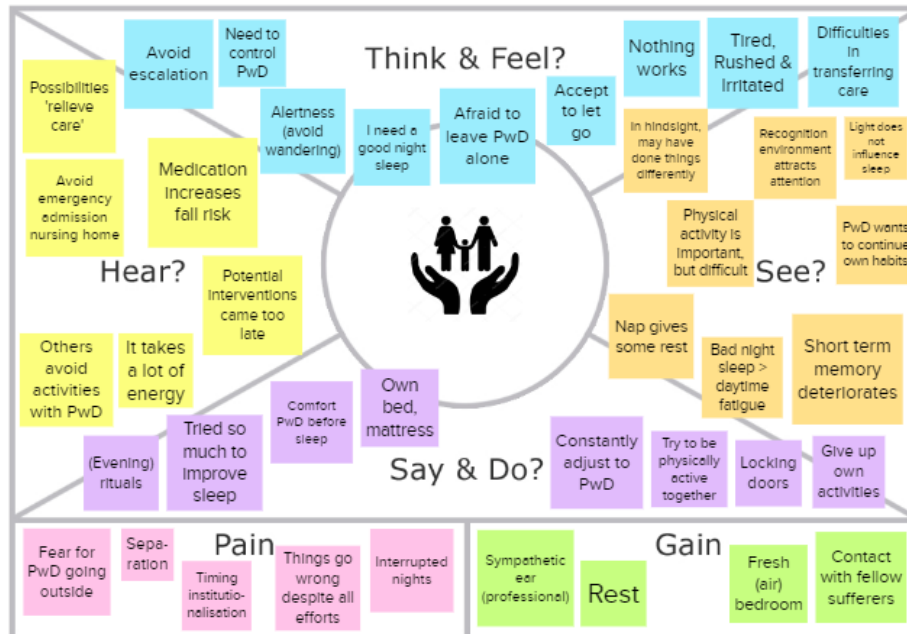 Think & Feel?
Avoid
escalation
Need to
control
PwD
Alertness
(avoid
wandering)
I need a
good night
sleep
Afraid to
leave PwD
alone
Accept
to let
go
Nothing
works
Tired,
Rushed &
Irritated
Difficulties
in
transferring
care
Hear?
Possibilities
'relieve
care'
Avoid
emergency
admission
nursing home
Medication
increases
fall risk
Potential
interventions
came too
late
Others
avoid
activities
with PwD
It takes
a lot of
energy
See?
In hindsight,
may have
done things
differently
Recognition
environment
attracts
attention
Light does
not
influence
sleep
Physical
activity is
important,
but difficult
PwD wants
to continue
own habits
Nap gives
some rest
Bad night
sleep >
daytime
fatigue
Short term
memory
deteriorates
Say & Do?
(Evening)
rituals
Tried so
much to
improve
sleep
Comfort
PwD before
sleep
Own
bed,
mattress
Constantly
adjust to
PwD
Try to be
physically
active
together
Locking
doors
Give up
own
activities
Pain
Fear for
PwD going
outside
Sepa-
ration
Timing
institutio-
nalisation
Things go
wrong
despite all
efforts
Interrupted
nights
Gain
Sympathetic
ear
(professional)
Rest
Fresh
(air)
bedroom
Contact
with fellow
sufferers